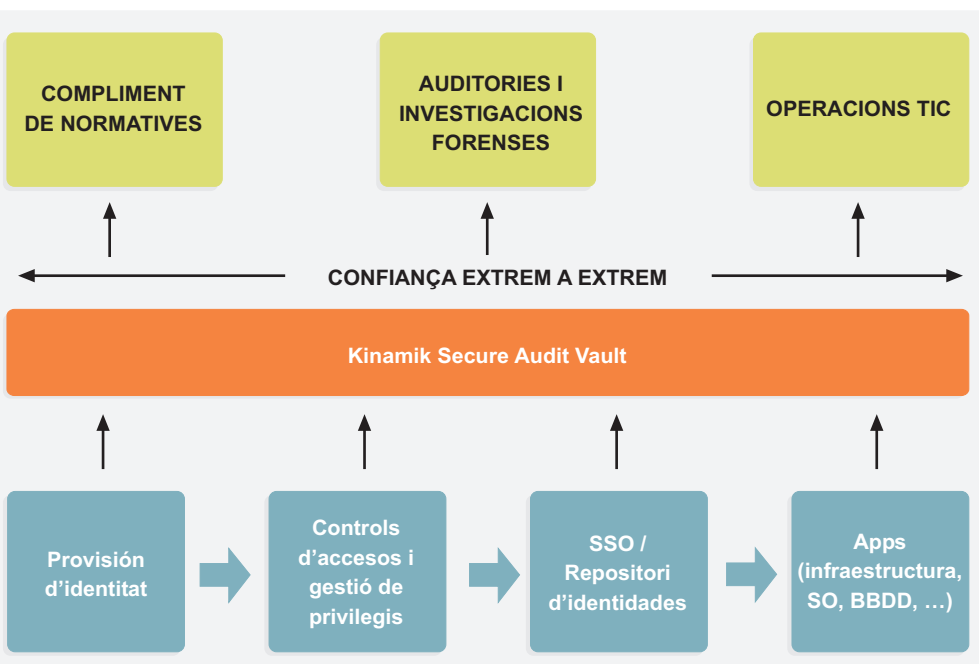 COMPLIMENT
DE NORMATIVES
AUDITORIES I
INVESTIGACIONS
FORENSES
OPERACIONS TIC
CONFIANÇA EXTREM A EXTREM
Kinamik Secure Audit Vault
Provisión
d’identitat
Controls
d’accesos i
gestió de
privilegis
SSO /
Repositori
d’identidades
Apps
(infraestructura,
SO, BBDD, …)